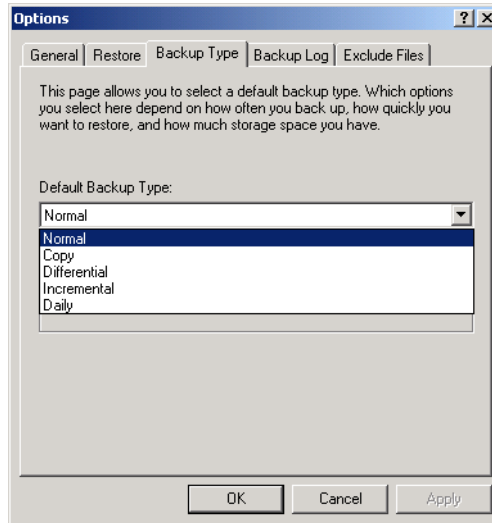 Options
General Restore Backup Type Backup Log Exclude Files
This page allows you to select a default backup type. Which options
you select here depend on how often you back up, how quickly you
want to restore, and how much storage space you have.
Default Backup Type:
Normal
Normal
Copy
Differential
Incremental
Daily
OK Cancel Apply